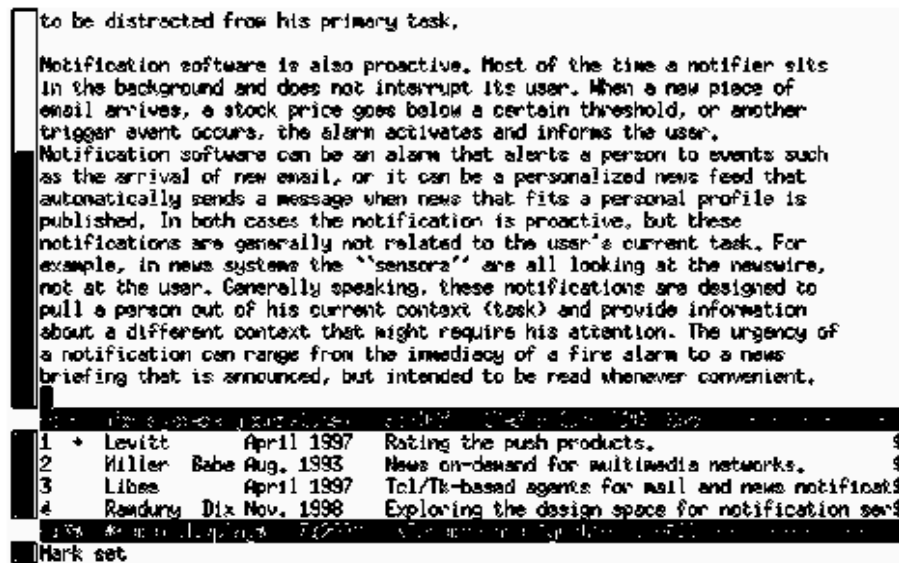 to be distracted from his primary task.
Notification software is also proactive. Most of the time a notifier sits
in the background and does not interrupt its user. When a new piece of
email arrives, a stock price goes below a certain threshold, or another
trigger event occurs, the alarm activates and informs the user.
Notification software can be an alarm that alerts a person to events such
as the arrival of new email, or it can be a personalized news feed that
automatically sends a message when news that fits a personal profile is
published. In both cases the notification is proactive, but these
notifications are generally not related to the user's current task. For
example, in news systems the ``sensors'' are all looking at the newswire,
not at the user. Generally speaking, these notifications are designed to
pull a person out of his current context (task) and provide information
about a different context that might require his attention. The urgency of
a notification can range from the immediacy of a fire alarm to a news
briefing that is announced, but intended to be read whenever convenient.
1 * Levitt April 1997 Rating the push products. $
2 Miller Babe Aug. 1993 News on-demand for multimedia networks. $
3 Libes April 1997 Tcl/Tk-based agents for mail and news notificat$
4 Ramduny Dix Nov. 1998 Exploring the design space for notification ser$
Mark set